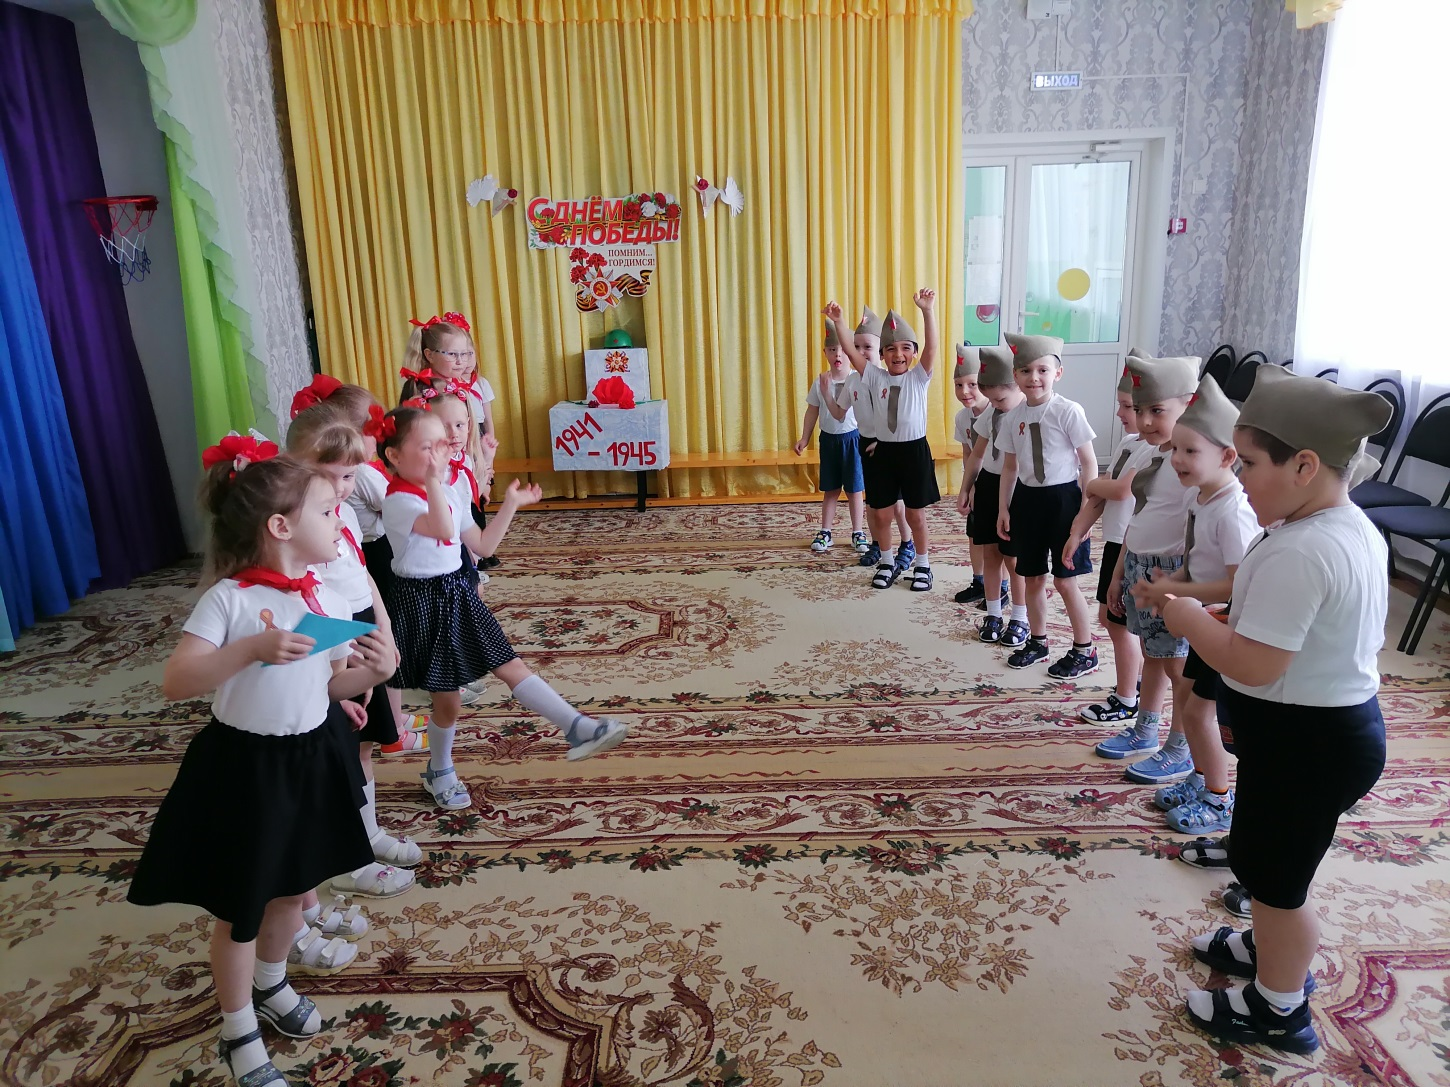 ВЫХОД
С ДНЁМ
ПОБЕДЫ!
ПОМНИМ...
ГОРДИМСЯ!
1941
- 1945